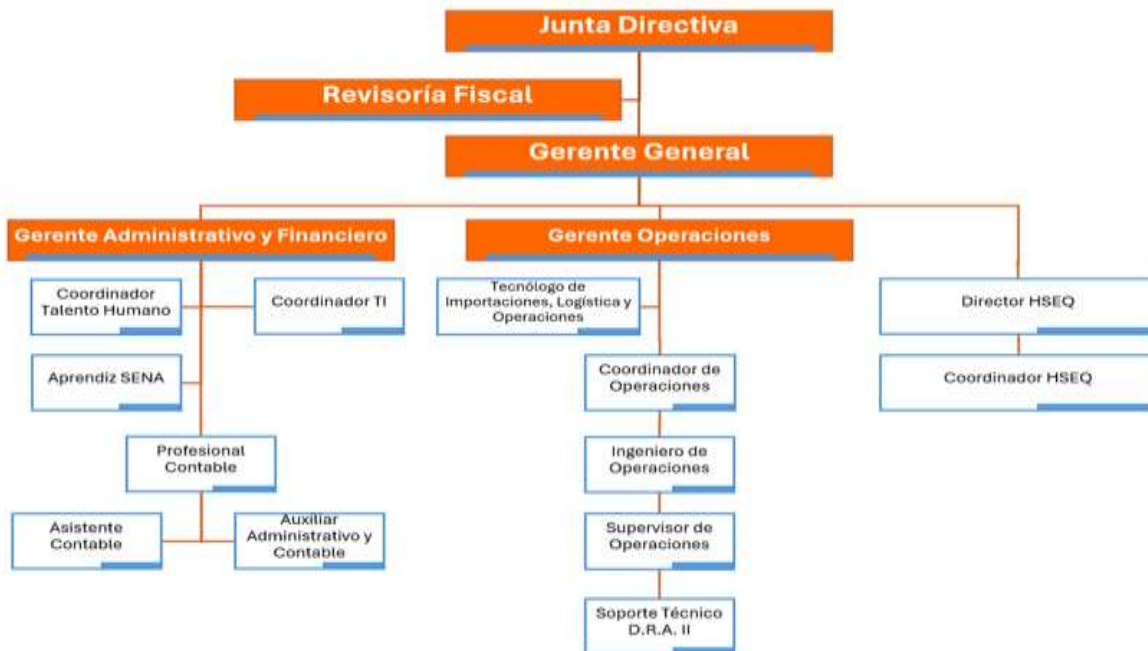 Junta Directiva
Revisoría Fiscal
Gerente General
Gerente Administrativo y Financiero
Gerente Operaciones
Coordinador
Talento Humano
Coordinador TI
Tecnólogo de
Importaciones, Logística y
Operaciones
Director HSEQ
Aprendiz SENA
Coordinador de
Operaciones
Coordinador HSEQ
Profesional
Contable
Ingeniero de
Operaciones
Asistente
Contable
Auxiliar
Administrativo y
Contable
Supervisor de
Operaciones
Soporte Técnico
D.R.A. II